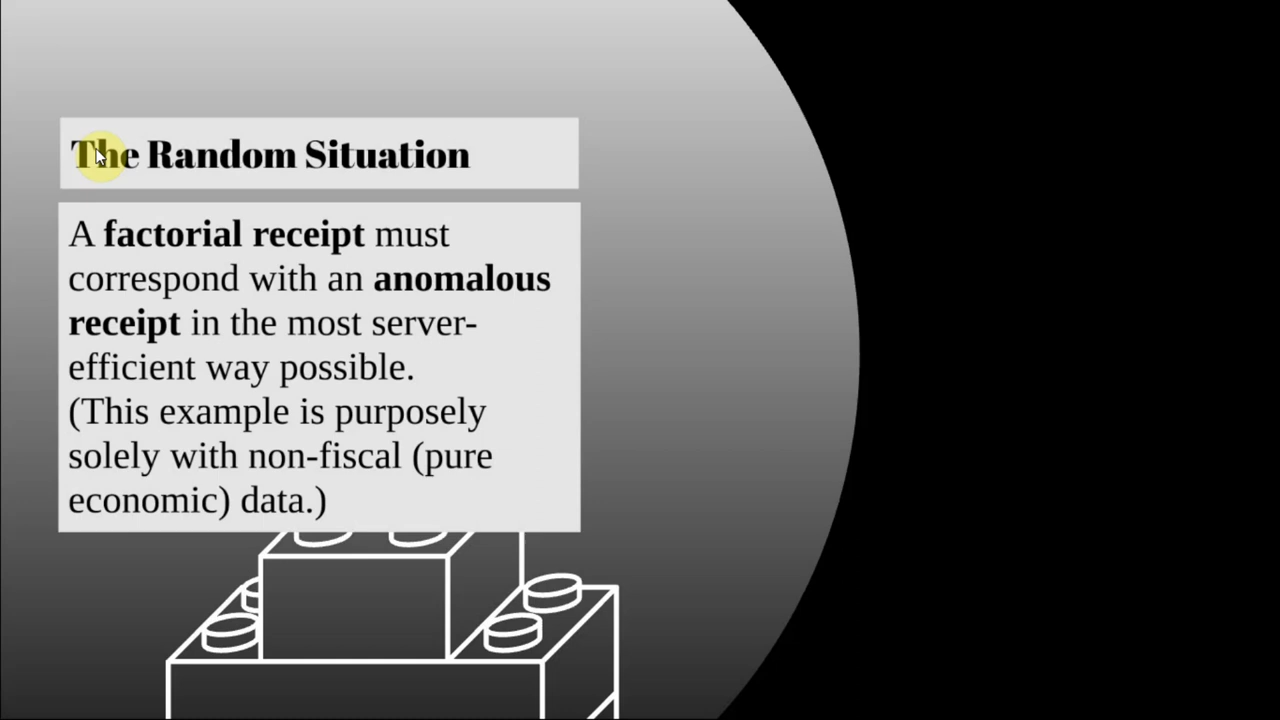 The Random Situation
A factorial receipt must
correspond with an anomalous
receipt in the most server-
efficient way possible.
(This example is purposely
solely with non-fiscal (pure
economic) data.)